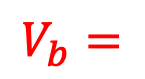 V_b =